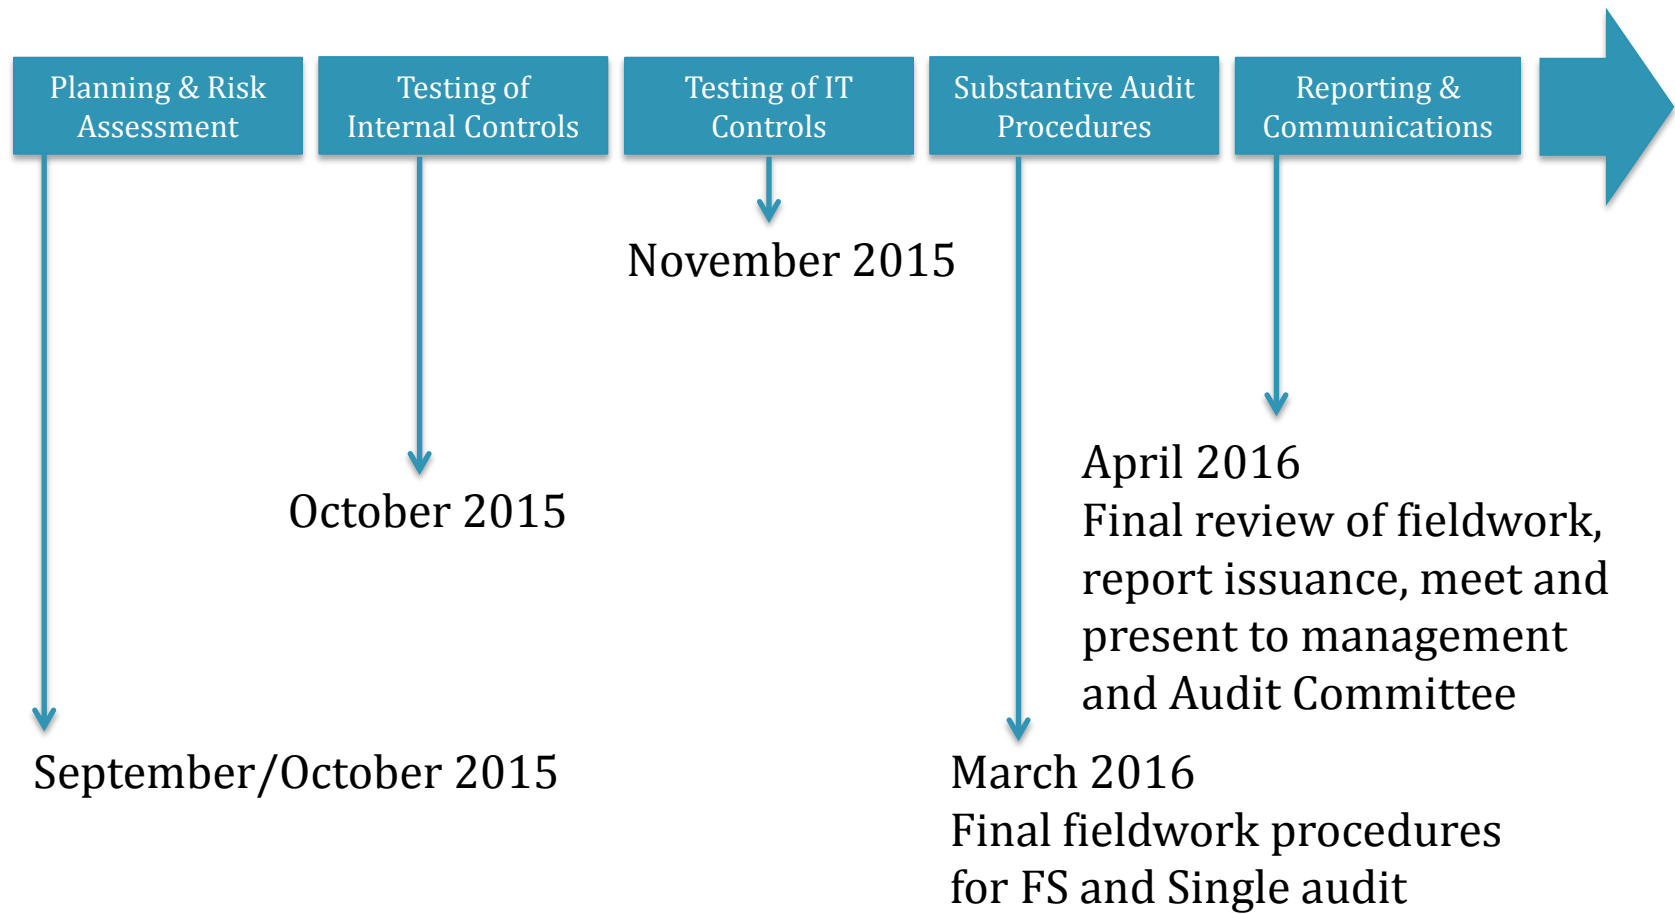 Planning & Risk
Assessment
Testing of
Internal Controls
Testing of IT
Controls
Substantive Audit
Procedures
Reporting &
Communications
November 2015
October 2015
April 2016
Final review of fieldwork,
report issuance, meet and
present to management
and Audit Committee
September/October 2015
March 2016
Final fieldwork procedures
for FS and Single audit